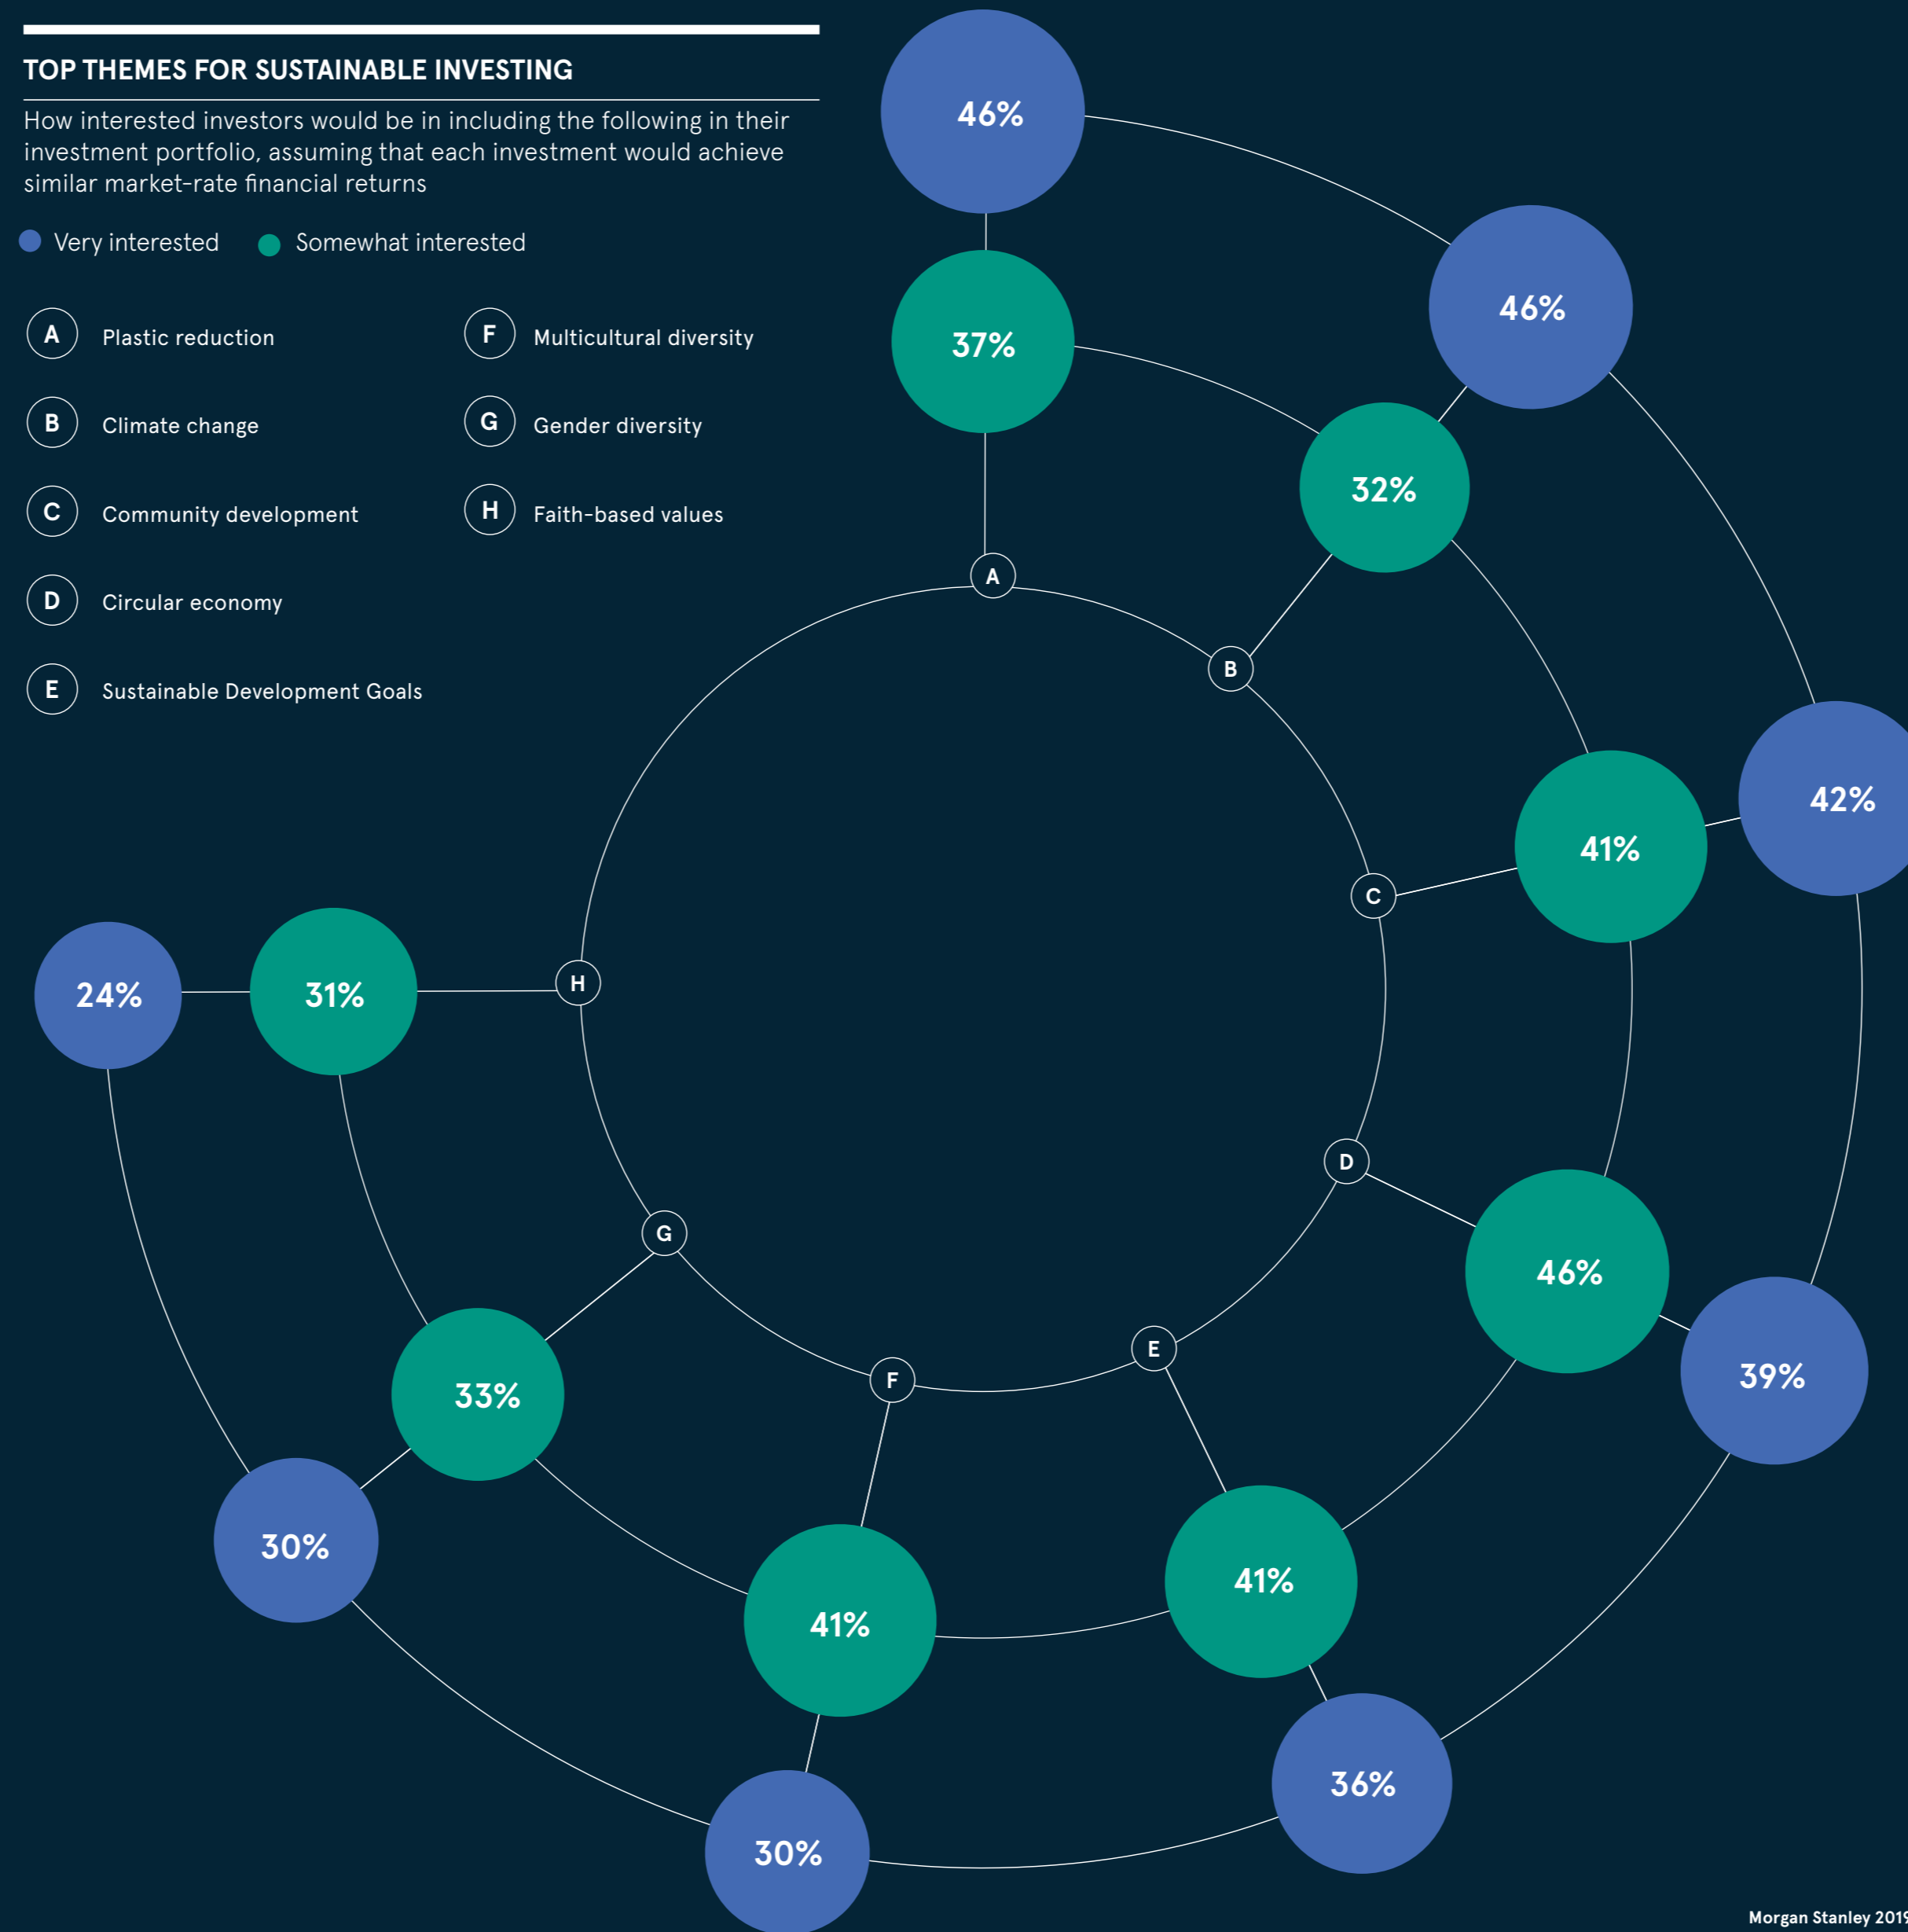 TOP THEMES FOR SUSTAINABLE INVESTING
How interested investors would be in including the following in their
investment portfolio, assuming that each investment would achieve
similar market-rate financial returns
Very interested
Somewhat interested
A Plastic reduction
B Climate change
C Community development
D Circular economy
E Sustainable Development Goals
F Multicultural diversity
G Gender diversity
H Faith-based values
46%
37%
A
46%
32%
B
42%
41%
C
39%
46%
D
36%
41%
E
30%
41%
F
30%
33%
G
24%
31%
H
Morgan Stanley 2019